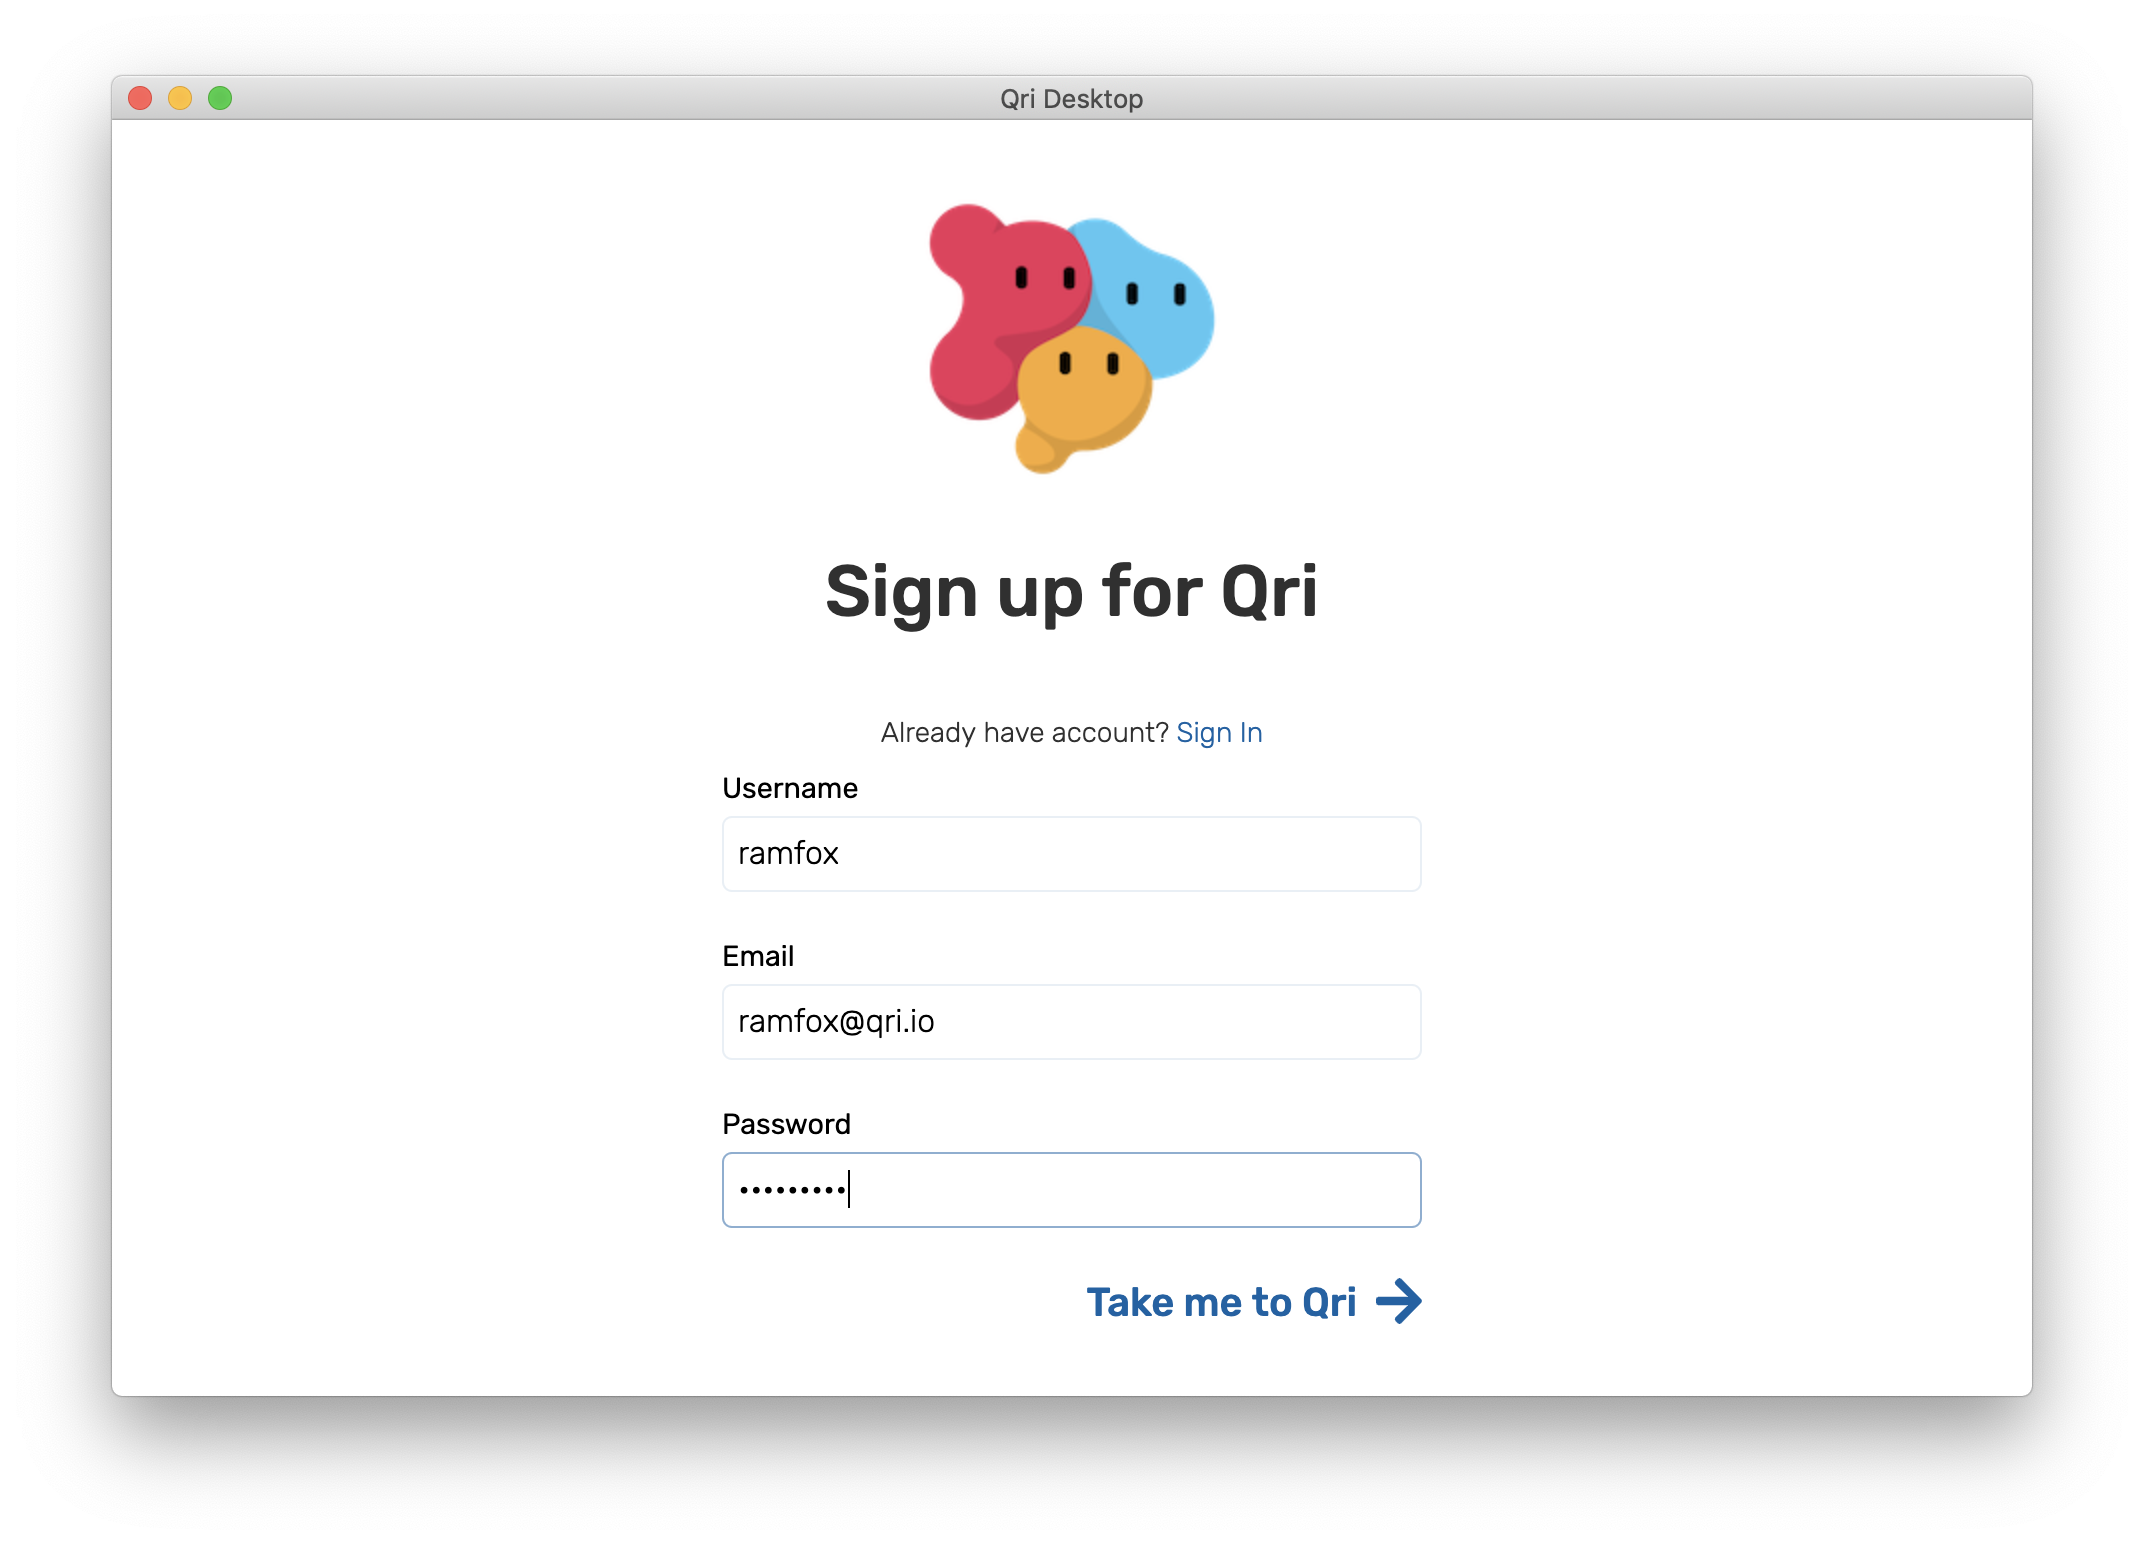 Qri Desktop
Sign up for Qri
Already have account? Sign In
Username
ramfox
Email
ramfox@qri.io
Password
•••••••••
Take me to Qri